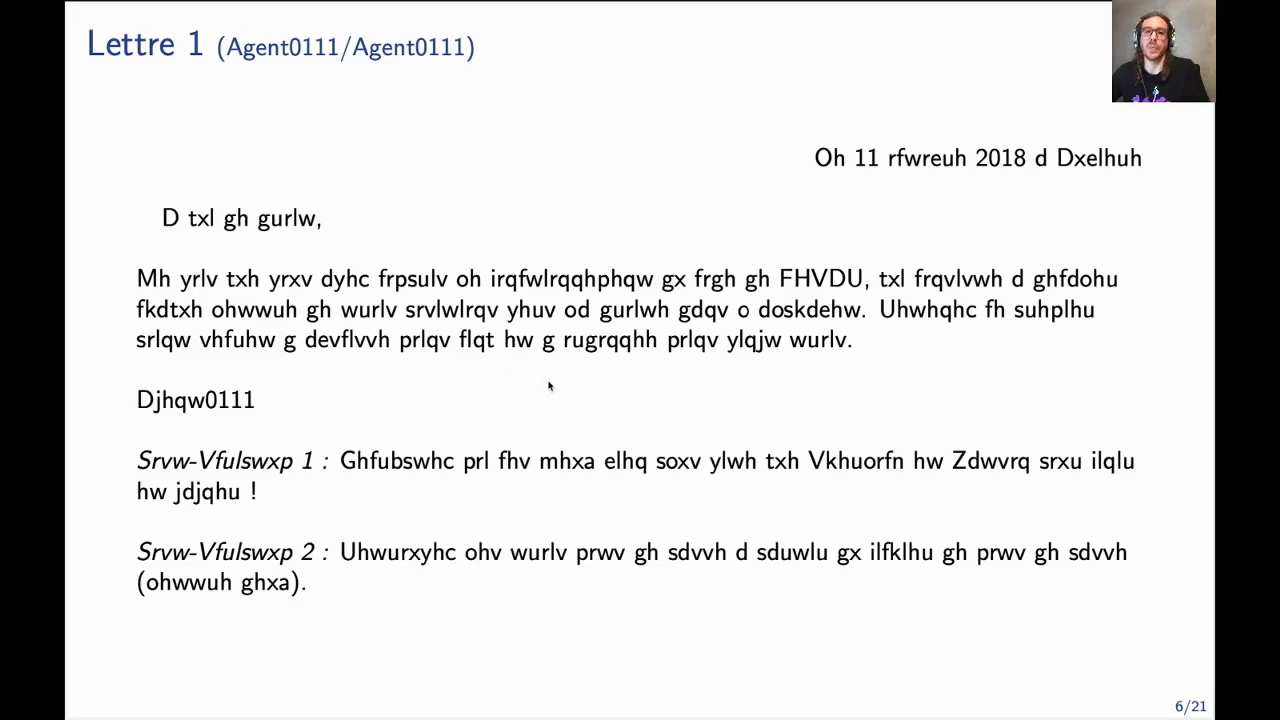 Lettre 1 (Agent0111/Agent0111)
Oh 11 rfwreuh 2018 d Dxelhuh
D txl gh gurlw,
Mh yrlv txh yrxv dyhc frpsulv oh irqfwlrqqhphqw gx frgh gh FHVDU, txl frqvlvwh d ghfdohu
fkdtxh ohwwuh gh wurlv srvlwlrqv yhuv od gurlwh gdqv o doskdehw. Uhwhqhc fh suhplhu
srlqw vhfuhw g devflvvh prlqv flqt hw g rugrqqhh prlqv ylqjw wurlv.
Djhqw0111
Srvw-Vfulswxp 1 : Ghfubswhc prl fhv mhxa elhq soxv ylwh txh Vkhuorfn hw Zdwvrq srxu ilqlu
hw jdjqhu !
Srvw-Vfulswxp 2 : Uhwurxyhc ohv wurlv prwv gh sdvvh d sduwlu gx ilfklhu gh prwv gh sdvvh
(ohwwuh ghxa).
6/21